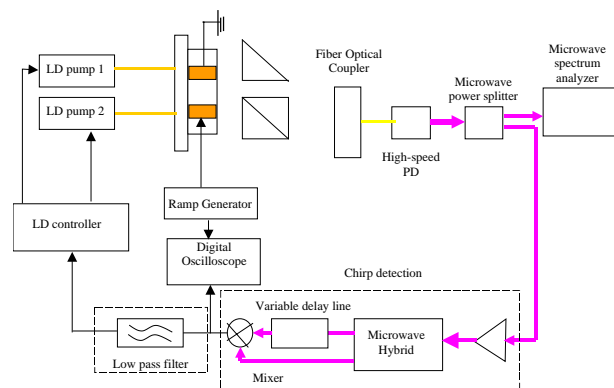 LD pump 1
LD pump 2
Fiber Optical
Coupler
Microwave
spectrum
analyzer
Microwave
power splitter
High-speed
PD
LD controller
Ramp Generator
Digital
Oscilloscope
Chirp detection
Variable delay line
Microwave
Hybrid
Low pass filter
Mixer